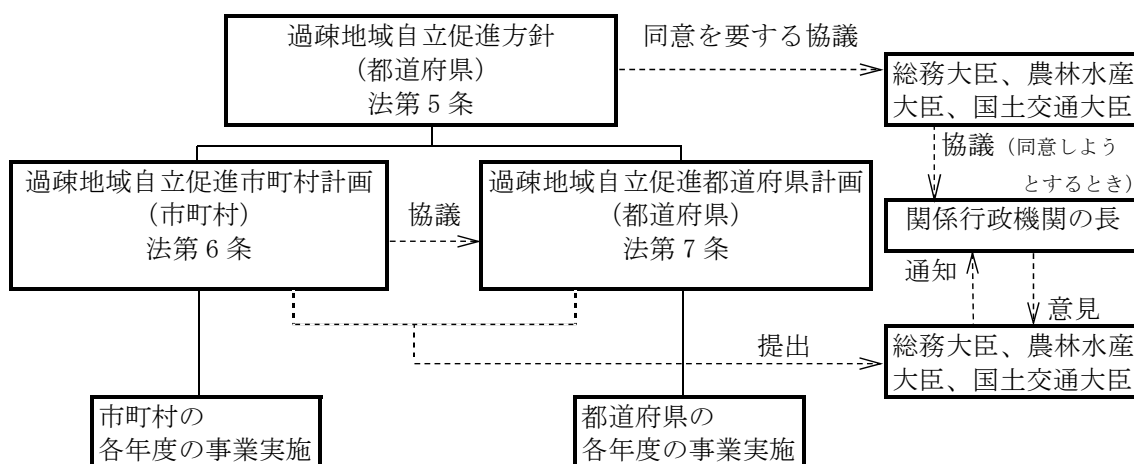 過疎地域自立促進方針
(都道府県)
法第５条
同意を要する協議
総務大臣、農林水産
大臣、国土交通大臣
協議（同意しよう
とするとき）
過疎地域自立促進市町村計画
(市町村)
法第６条
協議
過疎地域自立促進都道府県計画
(都道府県)
法第７条
関係行政機関の長
通知
意見
提出
総務大臣、農林水産
大臣、国土交通大臣
市町村の
各年度の事業実施
都道府県の
各年度の事業実施